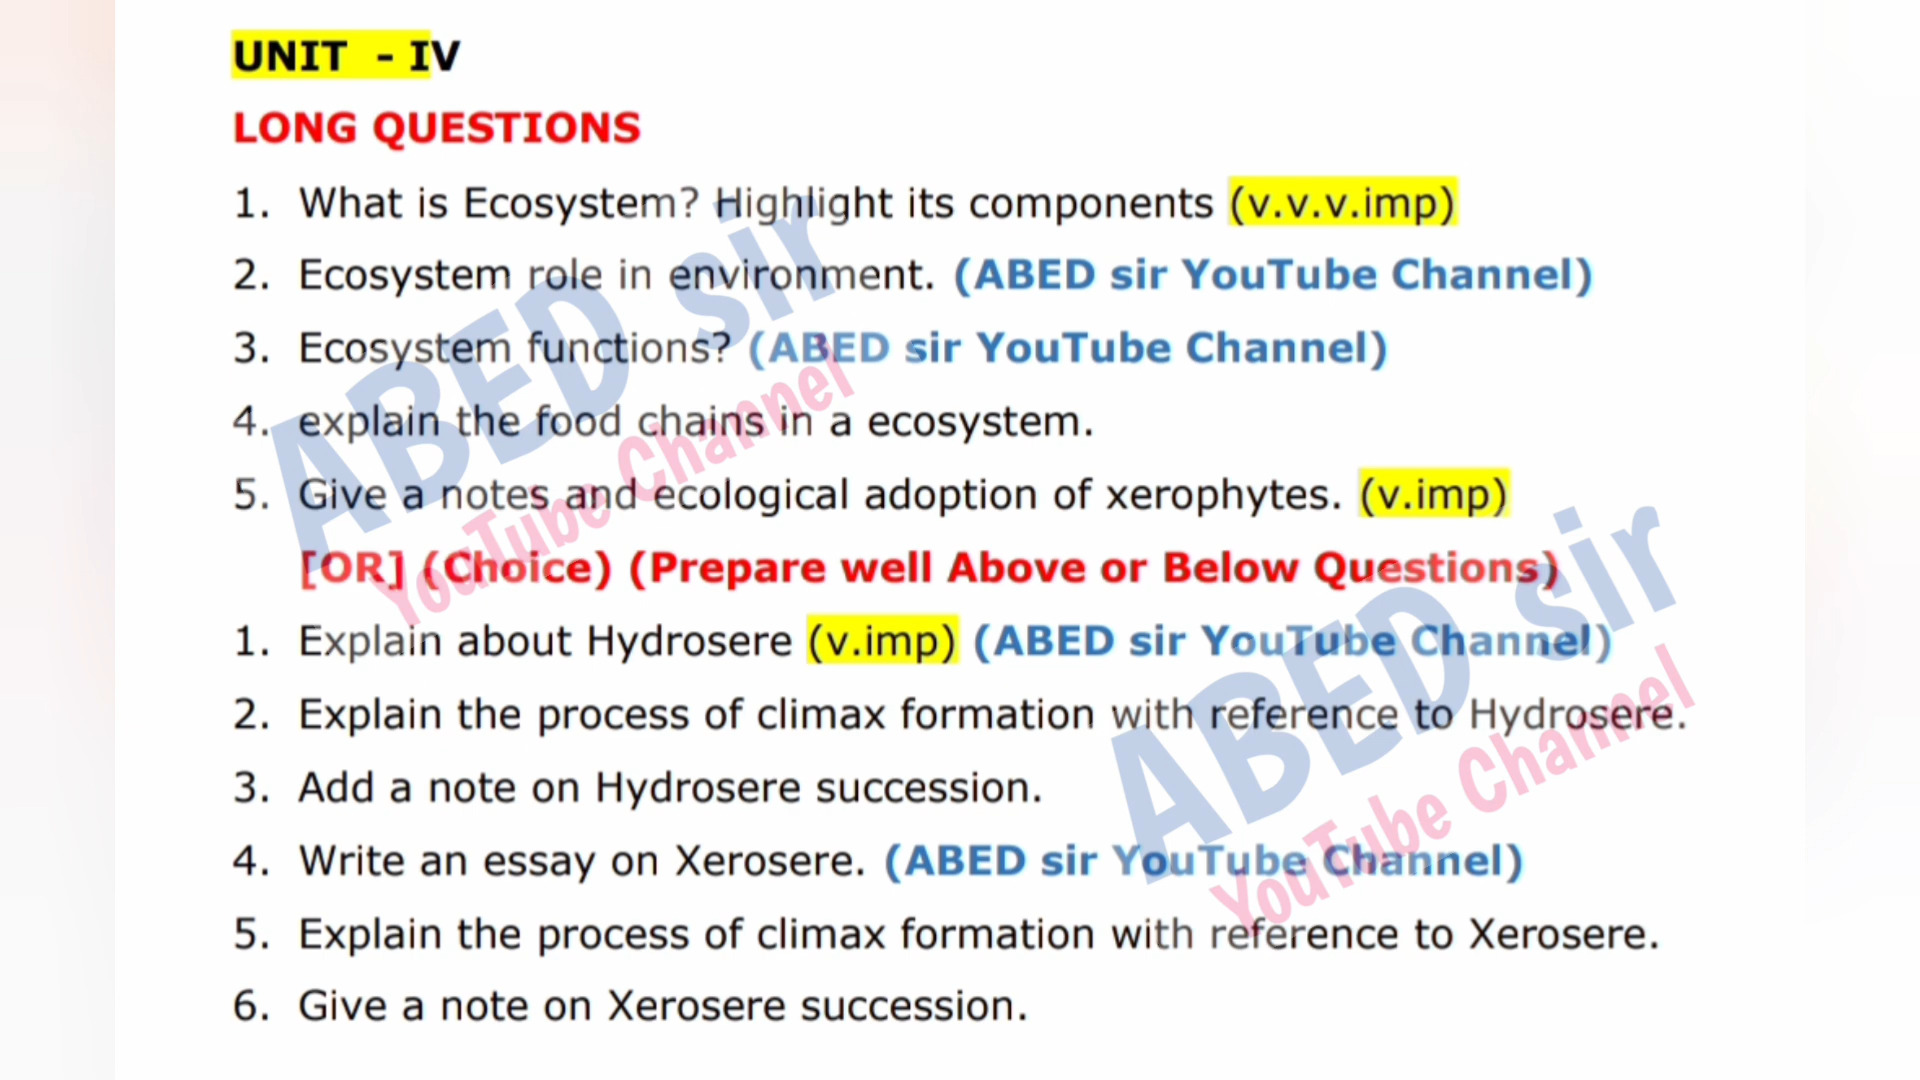 UNIT - IV
LONG QUESTIONS
1. What is Ecosystem? Highlight its components (v.v.v.imp)
2. Ecosystem role in environment. (ABED sir YouTube Channel)
3. Ecosystem functions? (ABED sir YouTube Channel)
4. explain the food chains in a ecosystem.
5. Give a notes and ecological adoption of xerophytes. (v.imp)
[OR] (Choice) (Prepare well Above or Below Questions)
1. Explain about Hydrosere (v.imp) (ABED sir YouTube Channel)
2. Explain the process of climax formation with reference to Hydrosere.
3. Add a note on Hydrosere succession.
4. Write an essay on Xerosere. (ABED sir YouTube Channel)
5. Explain the process of climax formation with reference to Xerosere.
6. Give a note on Xerosere succession.
ABED sir
YouTube Channel
ABED sir
YouTube Channel